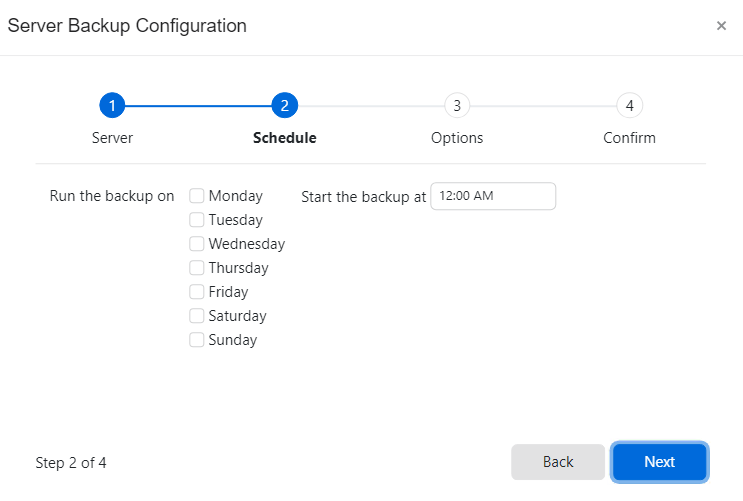 Server Backup Configuration ×
1 2 3 4
Server Schedule Options Confirm
Run the backup on Monday Start the backup at 12:00 AM
Tuesday
Wednesday
Thursday
Friday
Saturday
Sunday
Step 2 of 4 Back Next